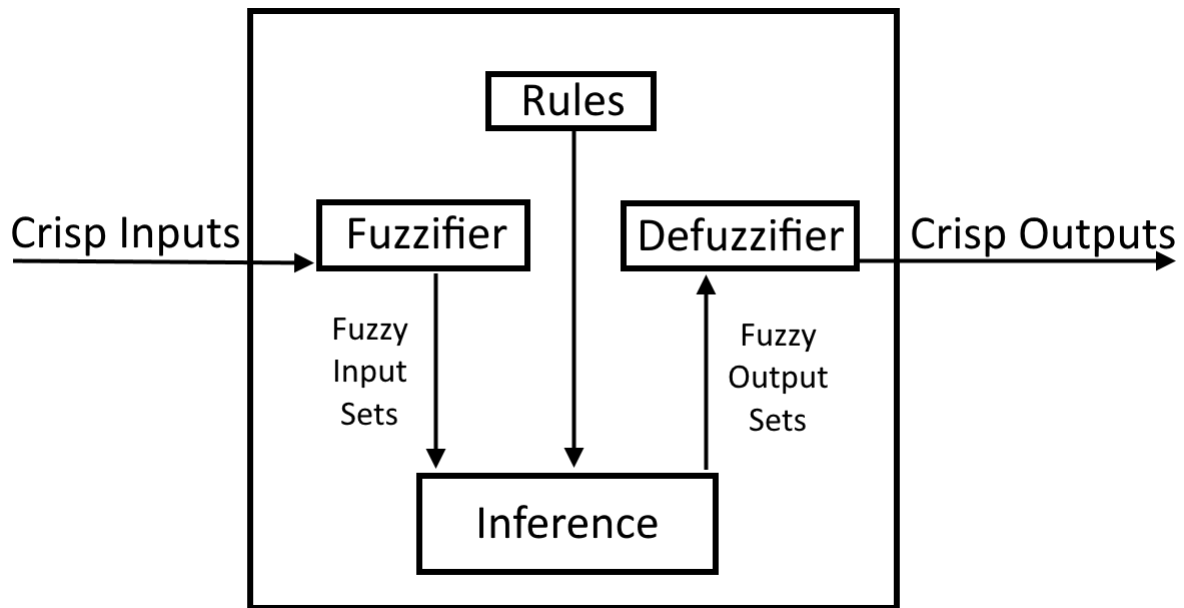 Rules
Crisp Inputs
Fuzzifier
Defuzzifier
Crisp Outputs
Fuzzy
Input
Sets
Fuzzy
Output
Sets
Inference